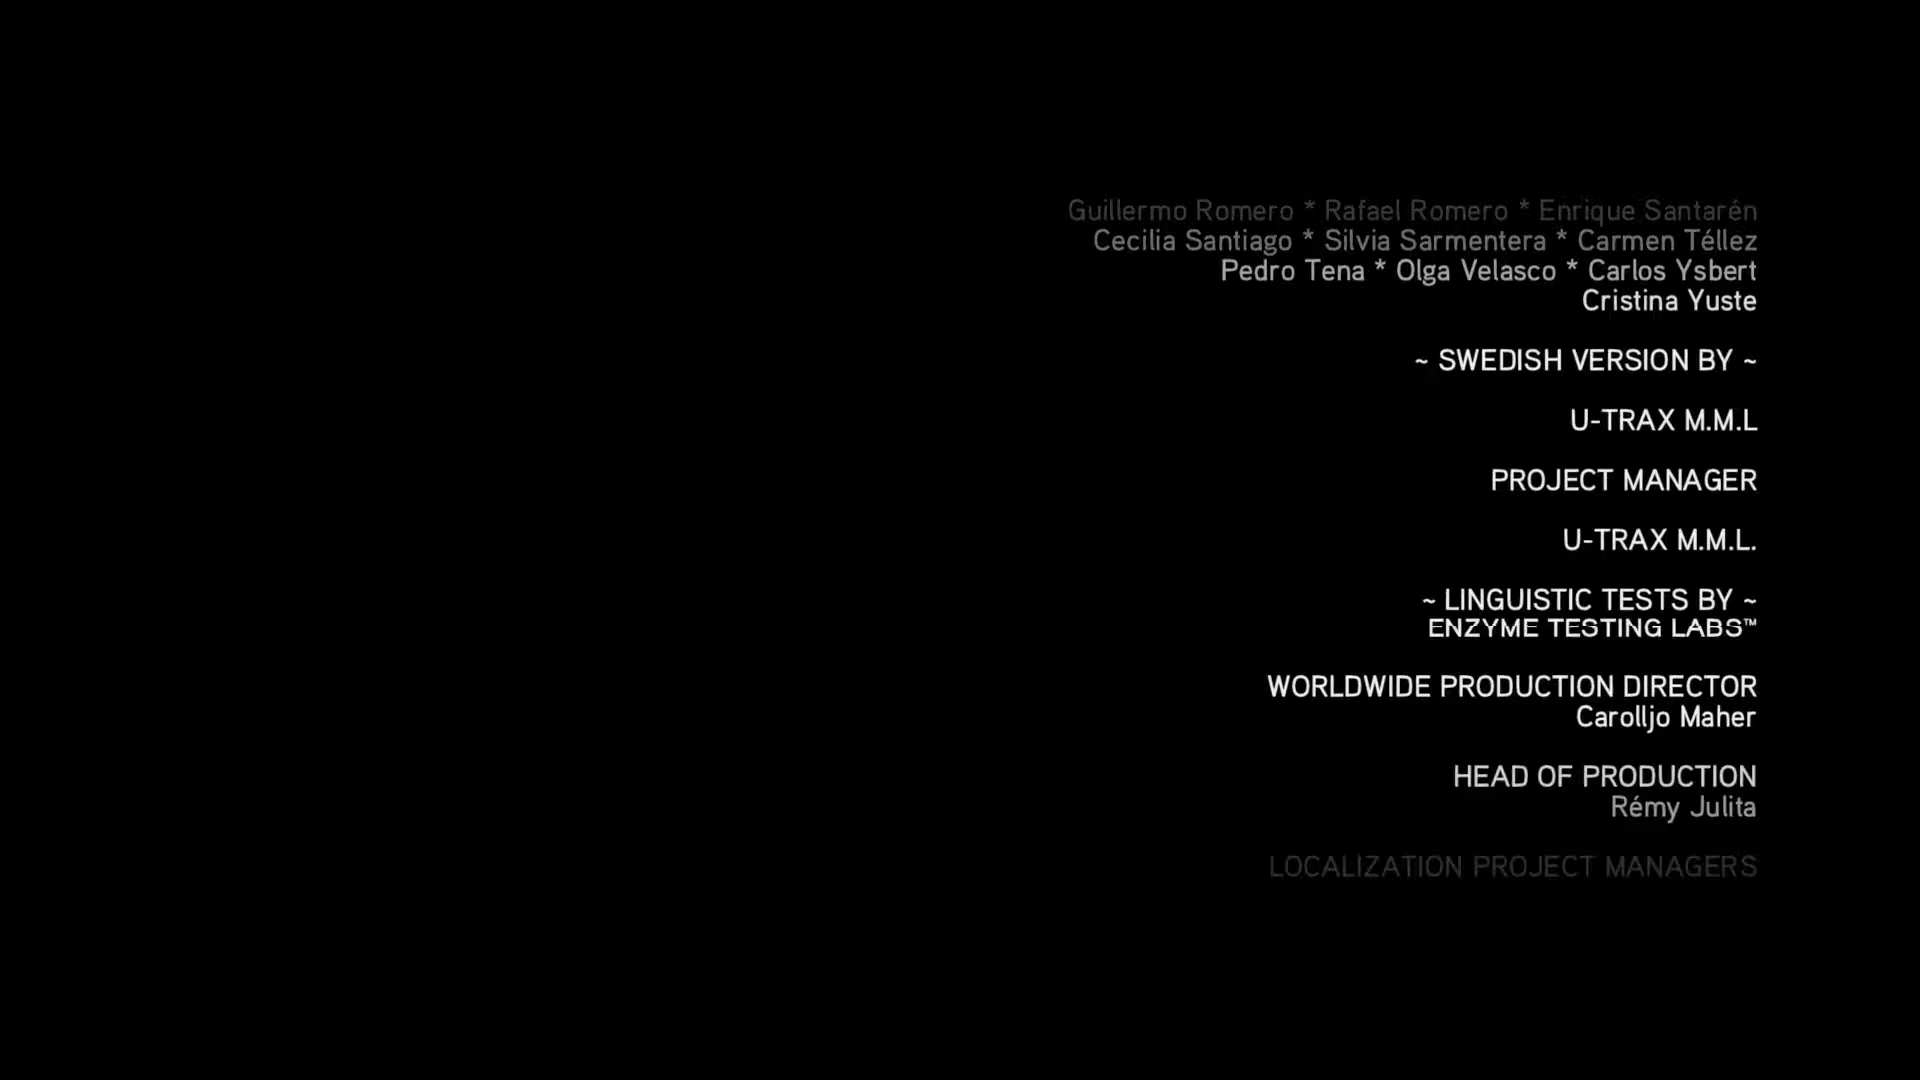 Guillermo Romero * Rafael Romero * Enrique Santarén
Cecilia Santiago * Silvia Sarmentera * Carmen Téllez
Pedro Tena * Olga Velasco * Carlos Ysbert
Cristina Yuste
~ SWEDISH VERSION BY ~
U-TRAX M.M.L
PROJECT MANAGER
U-TRAX M.M.L.
~ LINGUISTIC TESTS BY ~
ENZYME TESTING LABS™
WORLDWIDE PRODUCTION DIRECTOR
Carolljo Maher
HEAD OF PRODUCTION
Rémy Julita
LOCALIZATION PROJECT MANAGERS